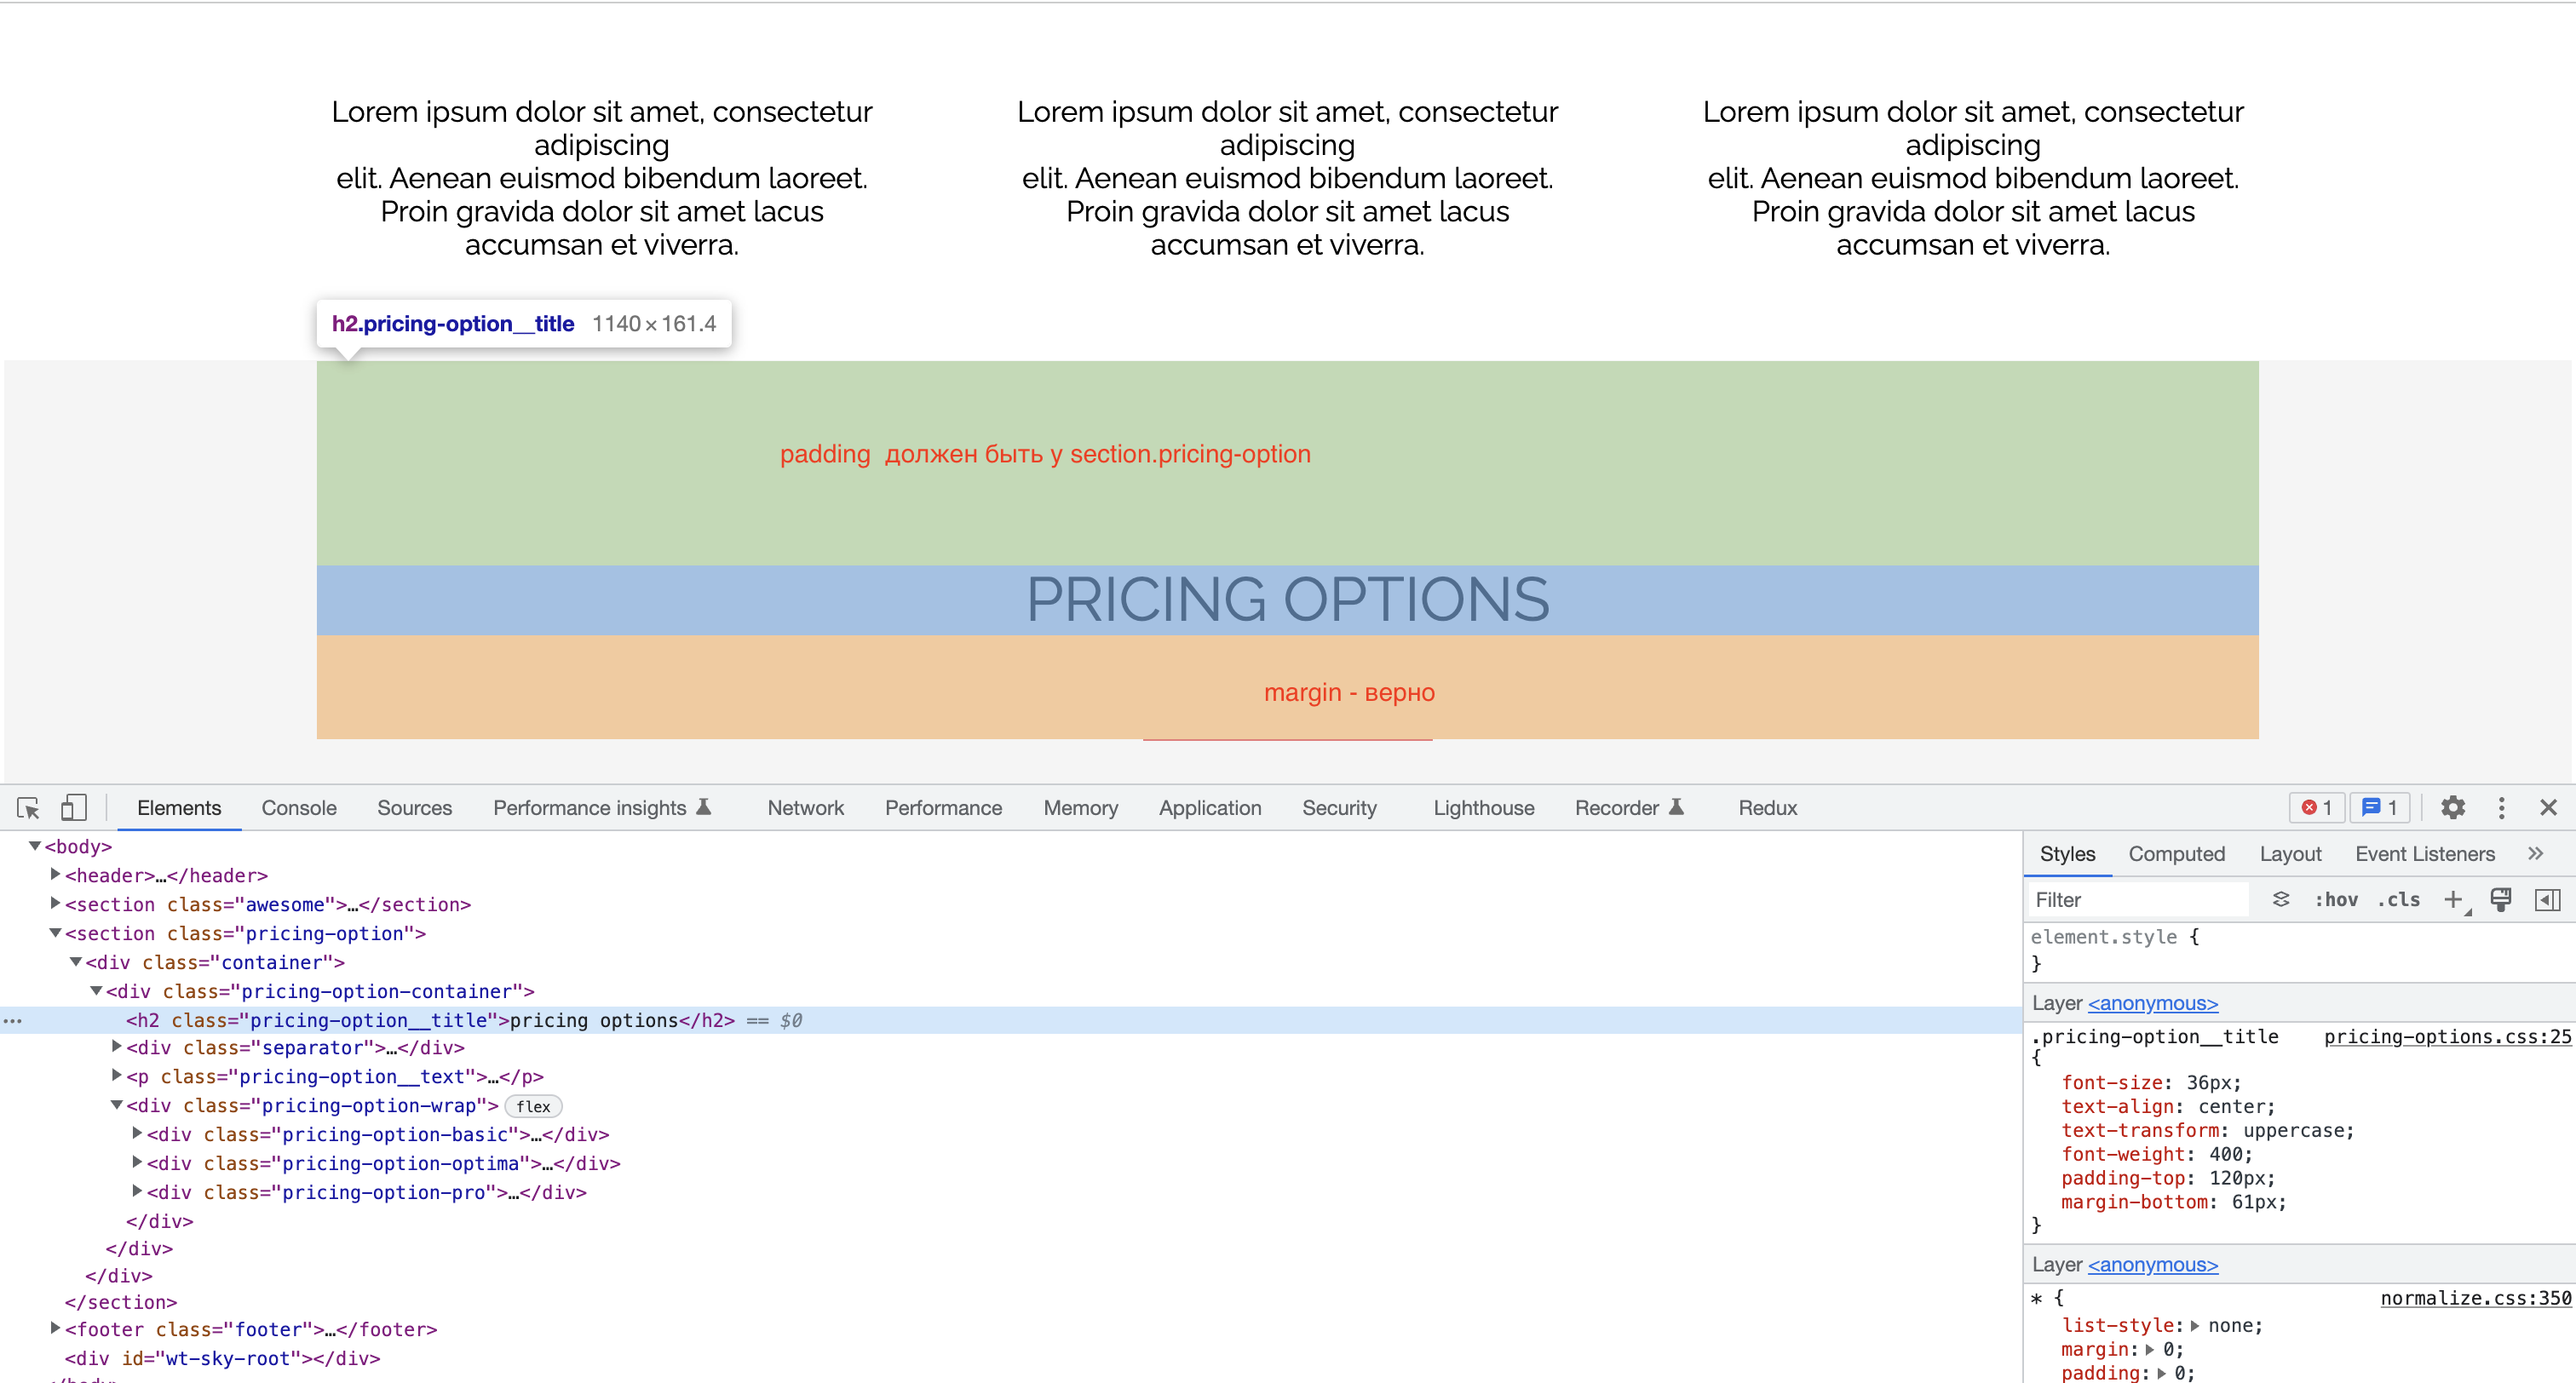 Lorem ipsum dolor sit amet, consectetur
adipiscing
elit. Aenean euismod bibendum laoreet.
Proin gravida dolor sit amet lacus
accumsan et viverra.
Lorem ipsum dolor sit amet, consectetur
adipiscing
elit. Aenean euismod bibendum laoreet.
Proin gravida dolor sit amet lacus
accumsan et viverra.
Lorem ipsum dolor sit amet, consectetur
adipiscing
elit. Aenean euismod bibendum laoreet.
Proin gravida dolor sit amet lacus
accumsan et viverra.
h2.pricing-option__title 1140×161.4
padding должен быть у section.pricing-option
PRICING OPTIONS
margin - верно
Elements Console Sources Performance insights Network Performance Memory Application Security Lighthouse Recorder Redux 1 1
<body>
<header>…</header>
<section class="awesome">…</section>
<section class="pricing-option">
<div class="container">
<div class="pricing-option-container">
<h2 class="pricing-option__title">pricing options</h2> == $0
<div class="separator">…</div>
<p class="pricing-option__text">…</p>
<div class="pricing-option-wrap"> flex
<div class="pricing-option-basic">…</div>
<div class="pricing-option-optima">…</div>
<div class="pricing-option-pro">…</div>
</div>
</div>
</div>
</section>
<footer class="footer">…</footer>
<div id="wt-sky-root"></div>
Styles Computed Layout Event Listeners »
Filter :hov .cls +
element.style {
}
Layer <anonymous>
.pricing-option__title pricing-options.css:25
{
font-size: 36px;
text-align: center;
text-transform: uppercase;
font-weight: 400;
padding-top: 120px;
margin-bottom: 61px;
}
Layer <anonymous>
* { normalize.css:350
list-style: none;
margin: 0;
padding: 0;